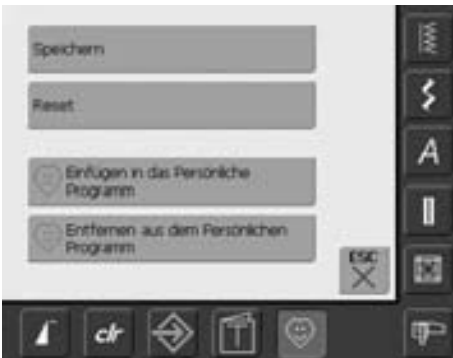 Speichern
Reset
Einfügen in das Persönliche
Programm
Entfernen aus dem Persönlichen
Programm
ESC
A
clr